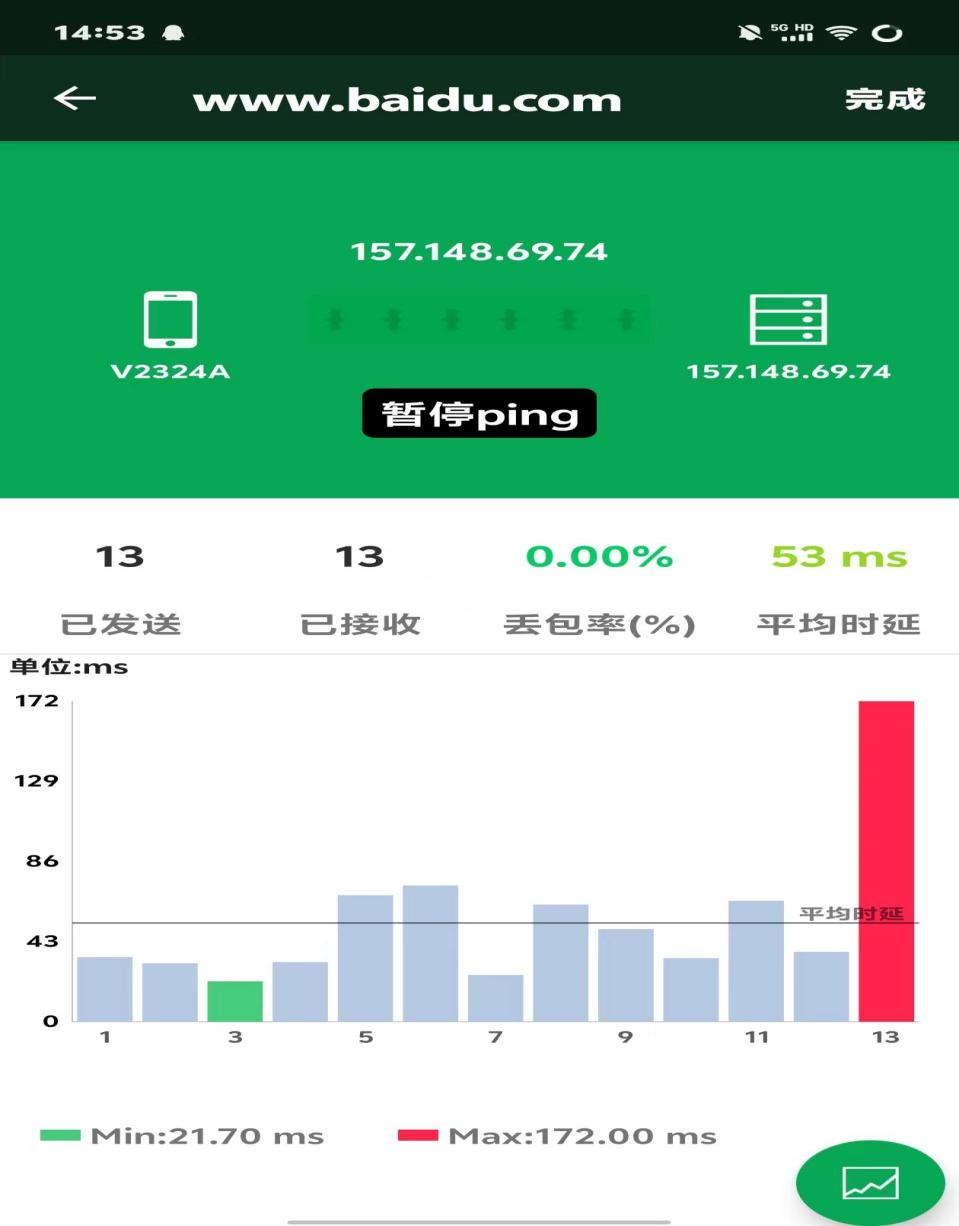 14:53 5G HD
www.baidu.com 完成
157.148.69.74
V2324A 157.148.69.74
暂停ping
13 13 0.00% 53 ms
已发送 已接收 丢包率(%) 平均时延
单位:ms
172
129
86
平均时延
43
0
1 3 5 7 9 11 13
Min:21.70 ms Max:172.00 ms